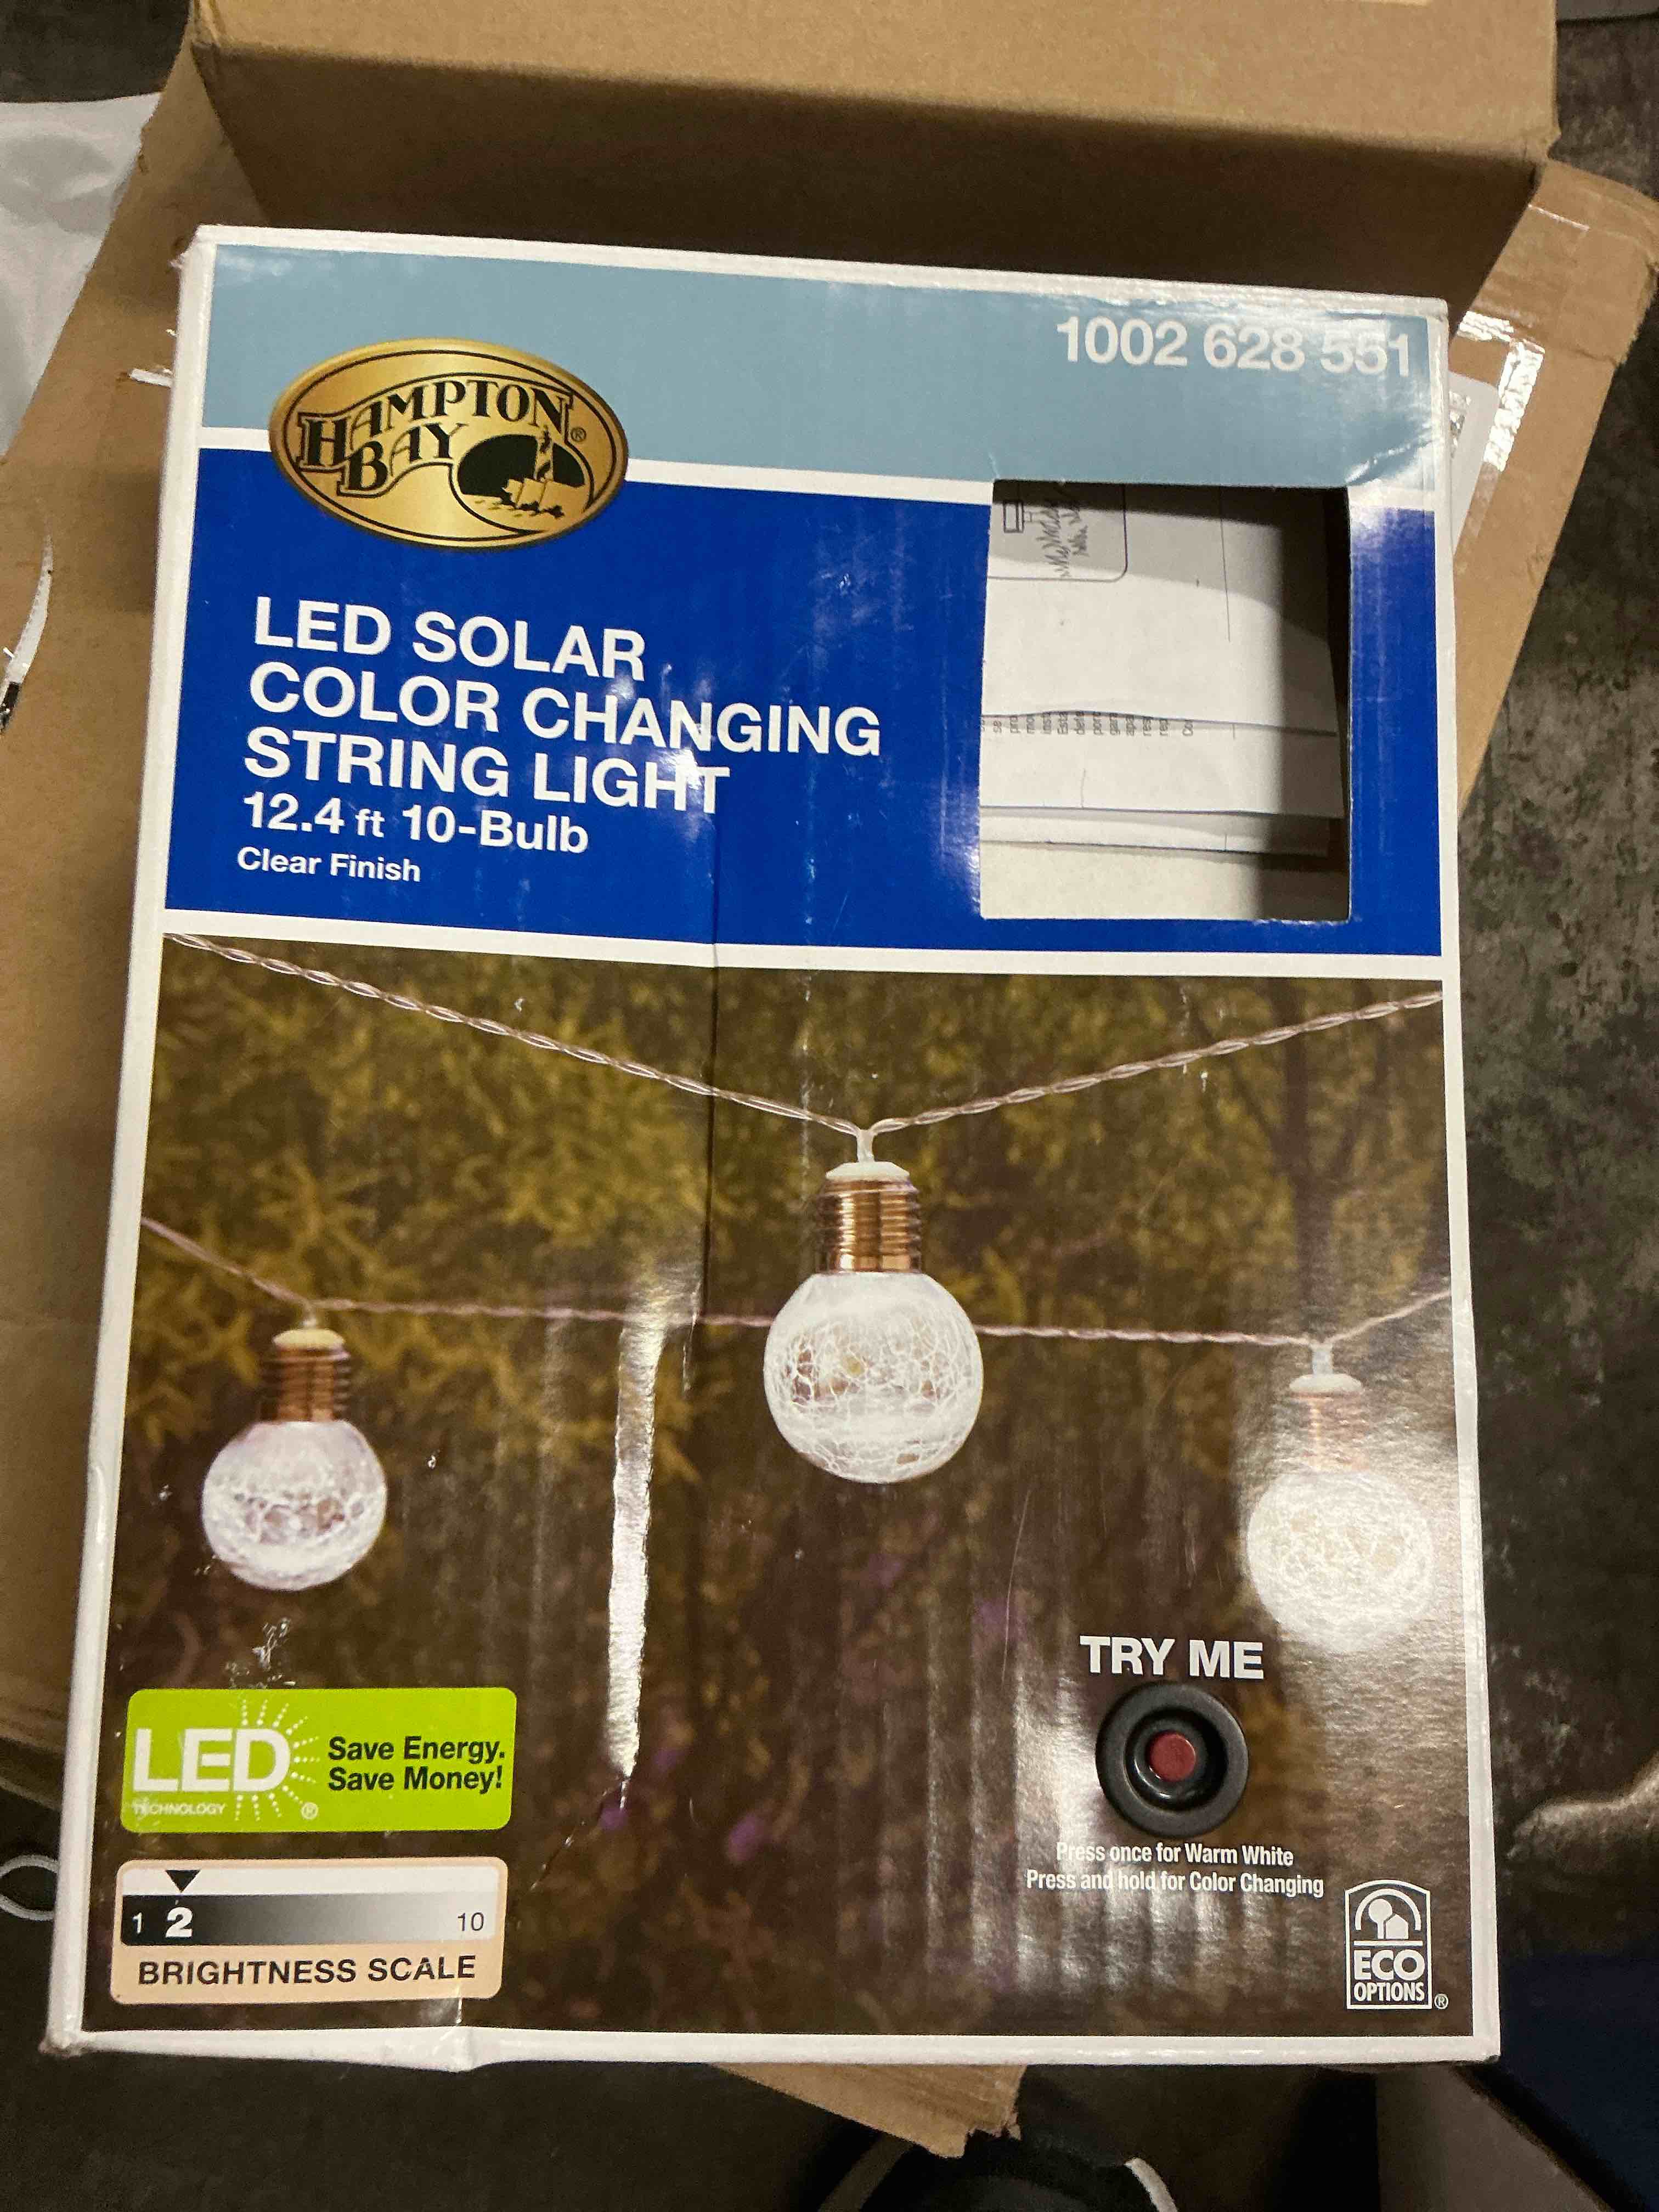 1002 628 551
HAMPTON
BAY
®
LED SOLAR
COLOR CHANGING
STRING LIGHT
12.4 ft 10-Bulb
Clear Finish
TRY ME
Press once for Warm White
Press and hold for Color Changing
LED
TECHNOLOGY ®
Save Energy.
Save Money!
1 2 10
BRIGHTNESS SCALE
ECO
OPTIONS ®